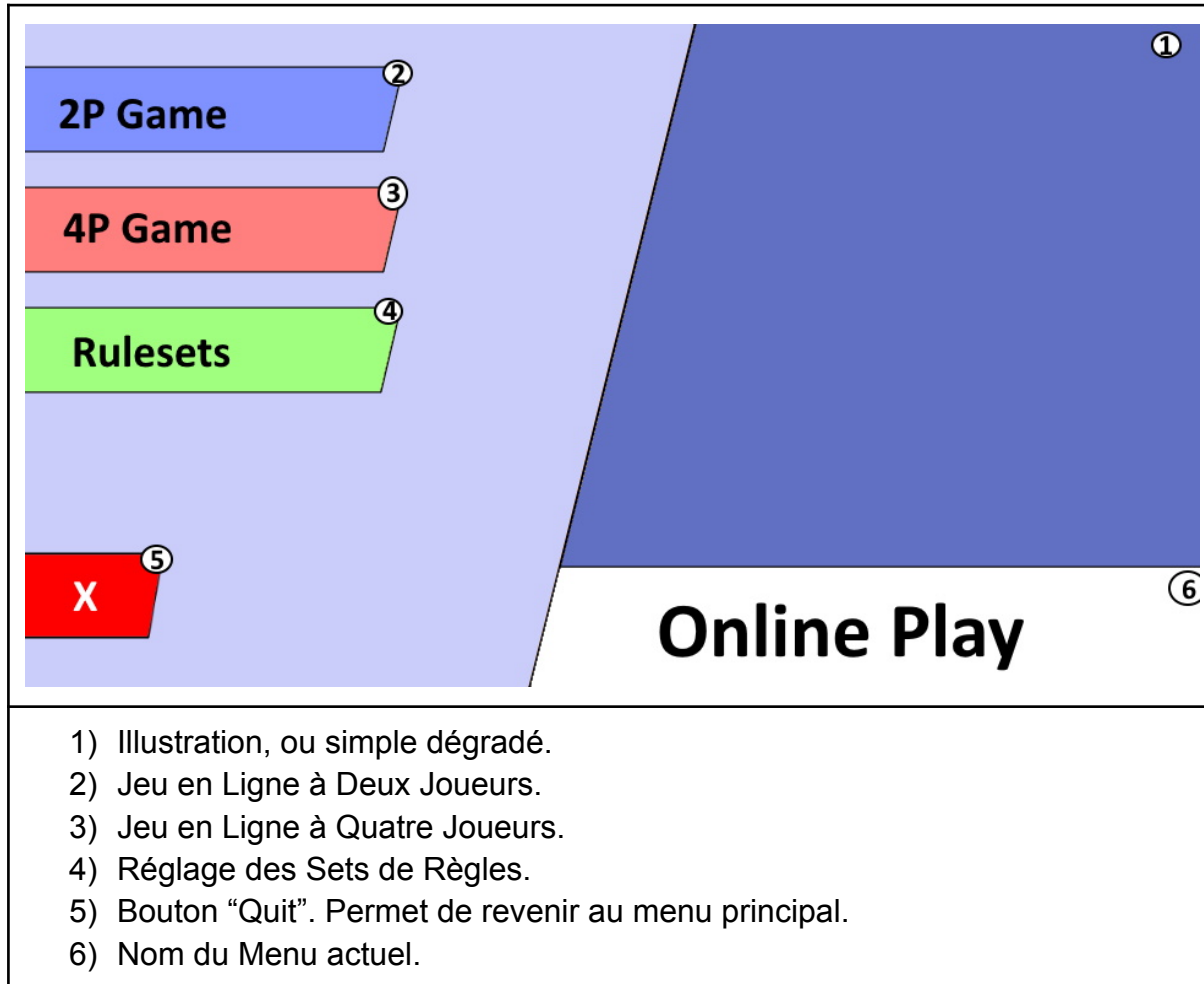 ①
②
2P Game
③
4P Game
④
Rulesets
⑤
X
⑥
Online Play
1) Illustration, ou simple dégradé.
2) Jeu en Ligne à Deux Joueurs.
3) Jeu en Ligne à Quatre Joueurs.
4) Réglage des Sets de Règles.
5) Bouton “Quit”. Permet de revenir au menu principal.
6) Nom du Menu actuel.